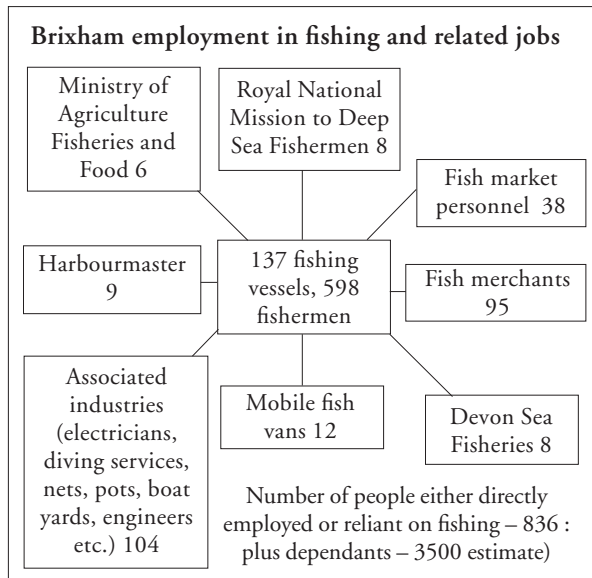 Brixham employment in fishing and related jobs
Ministry of
Agriculture
Fisheries and
Food 6
Royal National
Mission to Deep
Sea Fishermen 8
Fish market
personnel 38
Harbourmaster
9
137 fishing
vessels, 598
fishermen
Fish merchants
95
Associated
industries
(electricians,
diving services,
nets, pots, boat
yards, engineers
etc.) 104
Mobile fish
vans 12
Devon Sea
Fisheries 8
Number of people either directly
employed or reliant on fishing – 836 :
plus dependants – 3500 estimate)